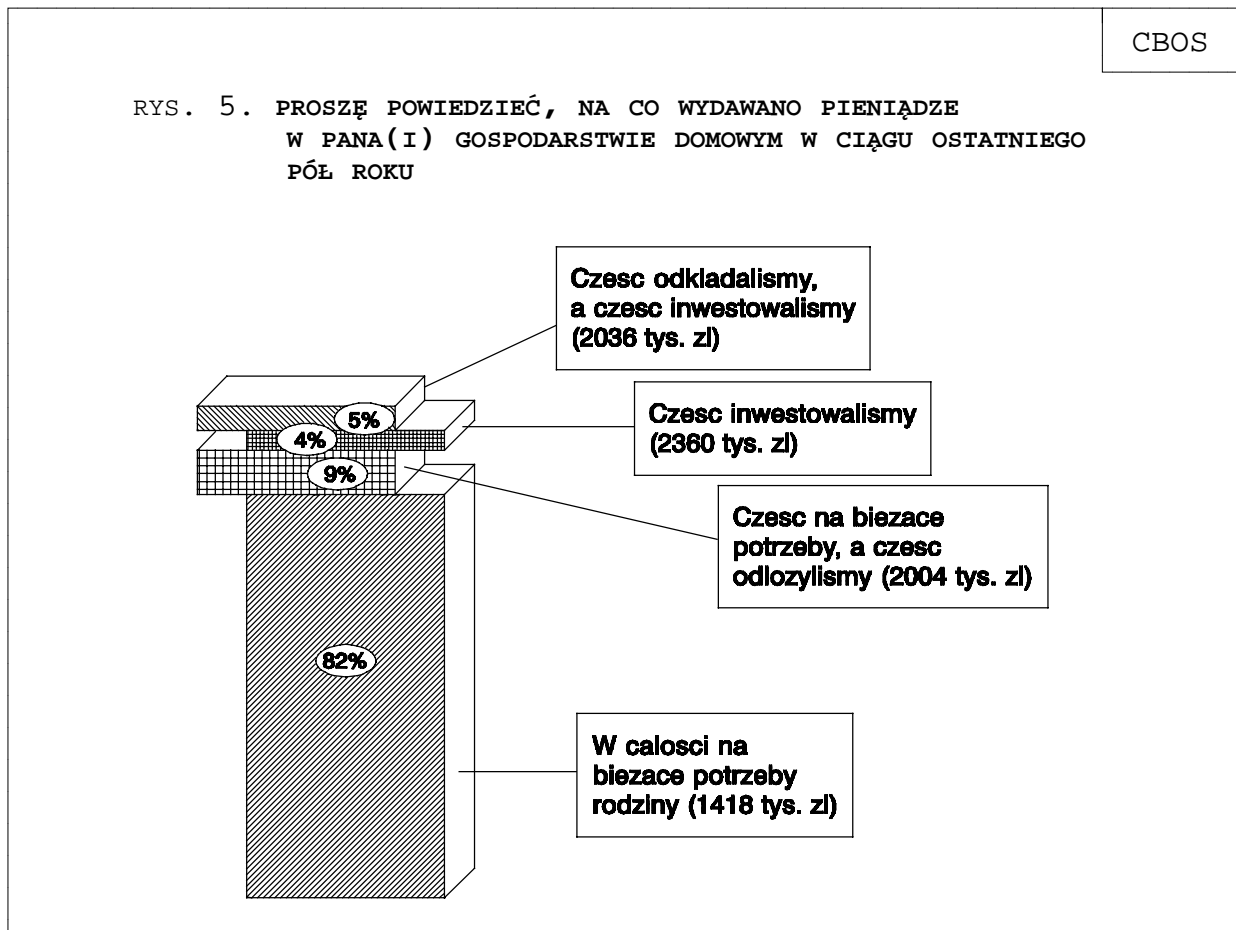 CBOS
RYS. 5. PROSZĘ POWIEDZIEĆ, NA CO WYDAWANO PIENIĄDZE
W PANA(I) GOSPODARSTWIE DOMOWYM W CIĄGU OSTATNIEGO
PÓŁ ROKU
Czesc odkladalismy,
a czesc inwestowalismy
(2036 tys. zl)
5%
Czesc inwestowalismy
(2360 tys. zl)
4%
9%
Czesc na biezace
potrzeby, a czesc
odlozylismy (2004 tys. zl)
82%
W calosci na
biezace potrzeby
rodziny (1418 tys. zl)